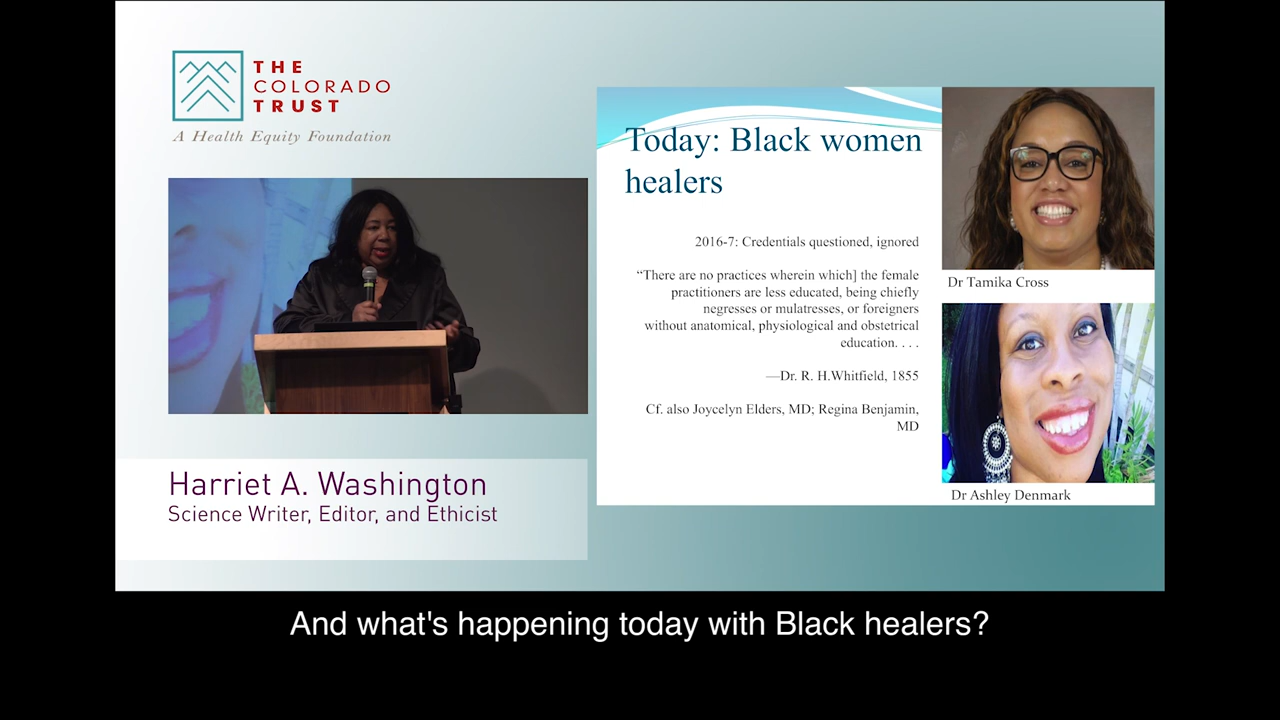 THE
COLORADO
TRUST
A Health Equity Foundation
Harriet A. Washington
Science Writer, Editor, and Ethicist
Today: Black women
healers
2016-7: Credentials questioned, ignored
“There are no practices wherein which] the female
practitioners are less educated, being chiefly
negresses or mulatresses, or foreigners
without anatomical, physiological and obstetrical
education. . . .
—Dr. R. H.Whitfield, 1855
Cf. also Joycelyn Elders, MD; Regina Benjamin,
MD
Dr Tamika Cross
Dr Ashley Denmark
And what's happening today with Black healers?